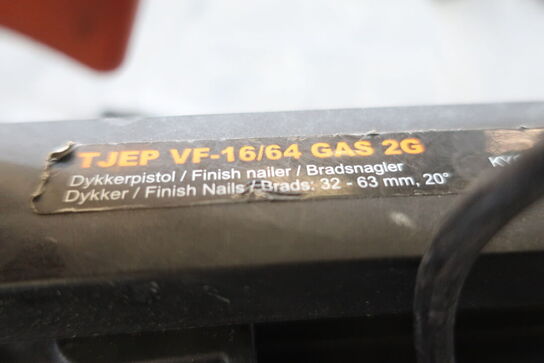 TJEP VF-16/64 GAS 2G
Dykkerpistol / Finish nailer / Bradsnagler
Dykker / Finish Nails / Brads: 32 - 63 mm, 20°